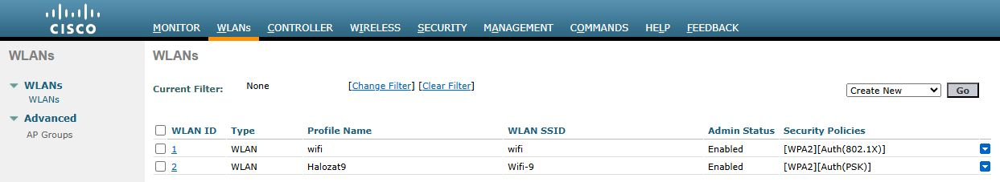 CISCO
MONITOR WLANs CONTROLLER WIRELESS SECURITY MANAGEMENT COMMANDS HELP FEEDBACK
WLANs
WLANs
WLANs
Advanced
AP Groups
WLANs
Current Filter: None [Change Filter] [Clear Filter]
Create New Go
WLAN ID Type Profile Name WLAN SSID Admin Status Security Policies
1 WLAN wifi wifi Enabled [WPA2][Auth(802.1X)]
2 WLAN Halozat9 Wifi-9 Enabled [WPA2][Auth(PSK)]